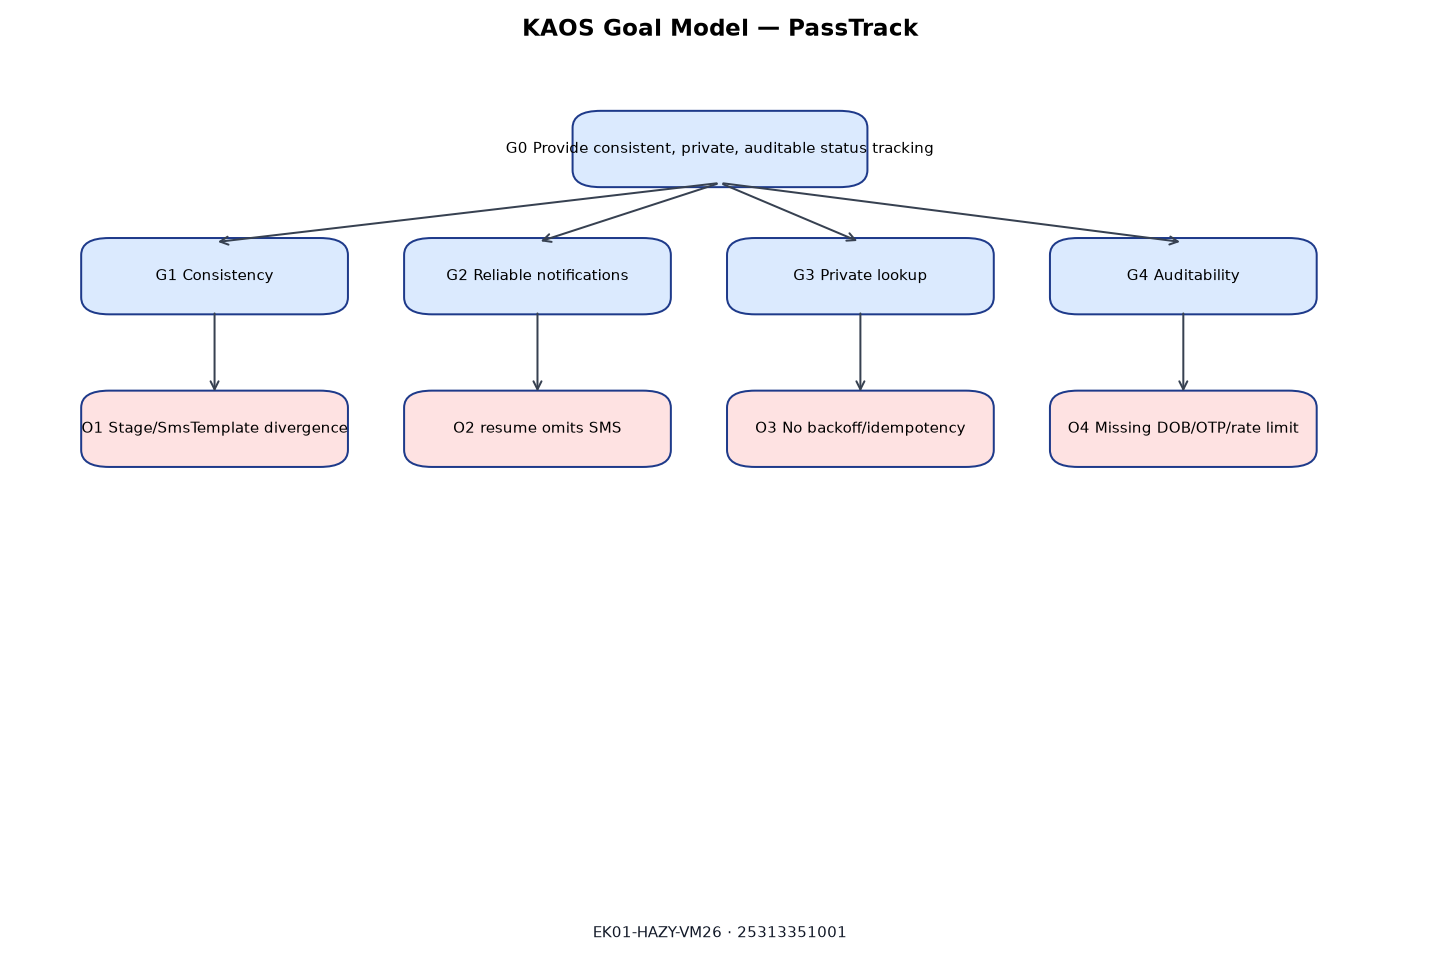 KAOS Goal Model — PassTrack
G0 Provide consistent, private, auditable status tracking
G1 Consistency
G2 Reliable notifications
G3 Private lookup
G4 Auditability
O1 Stage/SmsTemplate divergence
O2 resume omits SMS
O3 No backoff/idempotency
O4 Missing DOB/OTP/rate limit
EK01-HAZY-VM26 · 25313351001